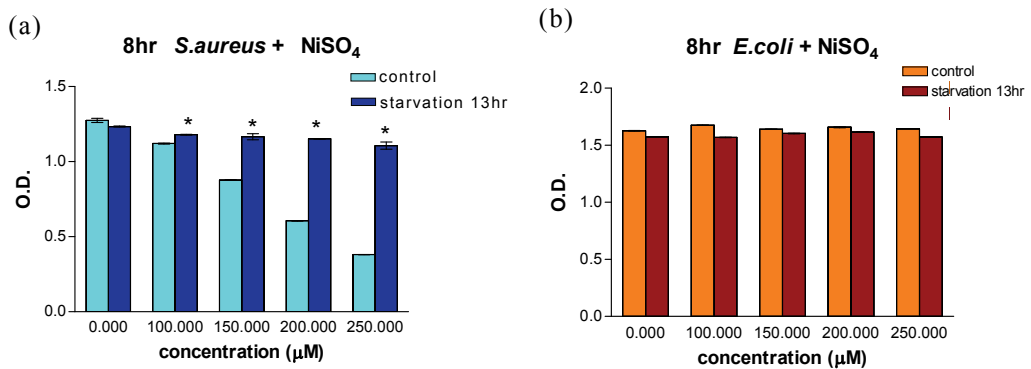 (a)
8hr S.aureus + NiSO₄
control
starvation 13hr
1.5
1.0
0.5
0.0
O.D.
* * * *
0.000 100.000 150.000 200.000 250.000
concentration (μM)
(b)
8hr E.coli + NiSO₄
control
starvation 13hr
2.0
1.5
1.0
0.5
0.0
O.D.
0.000 100.000 150.000 200.000 250.000
concentration (μM)